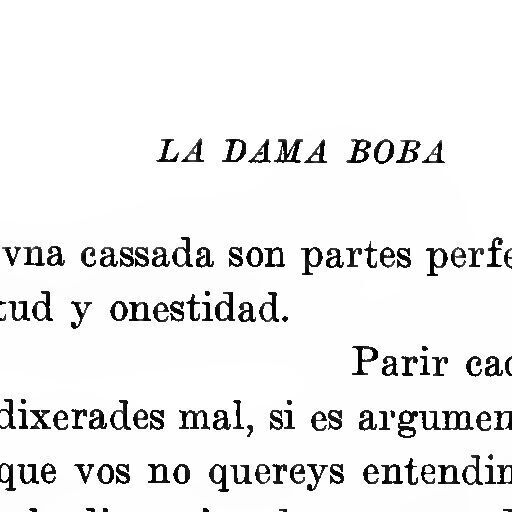 LA DAMA BOBA
vna cassada son partes perfe
tud y onestidad.
Parir cad
dixerades mal, si es argumen
que vos no quereys entendim